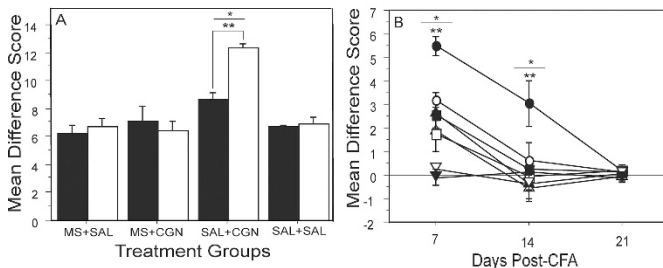 A
*
**
Mean Difference Score
14
12
10
8
6
4
2
0
MS+SAL
MS+CGN
SAL+CGN
SAL+SAL
Treatment Groups
B
*
**
*
**
Mean Difference Score
7
6
5
4
3
2
1
0
-1
-2
7
14
21
Days Post-CFA